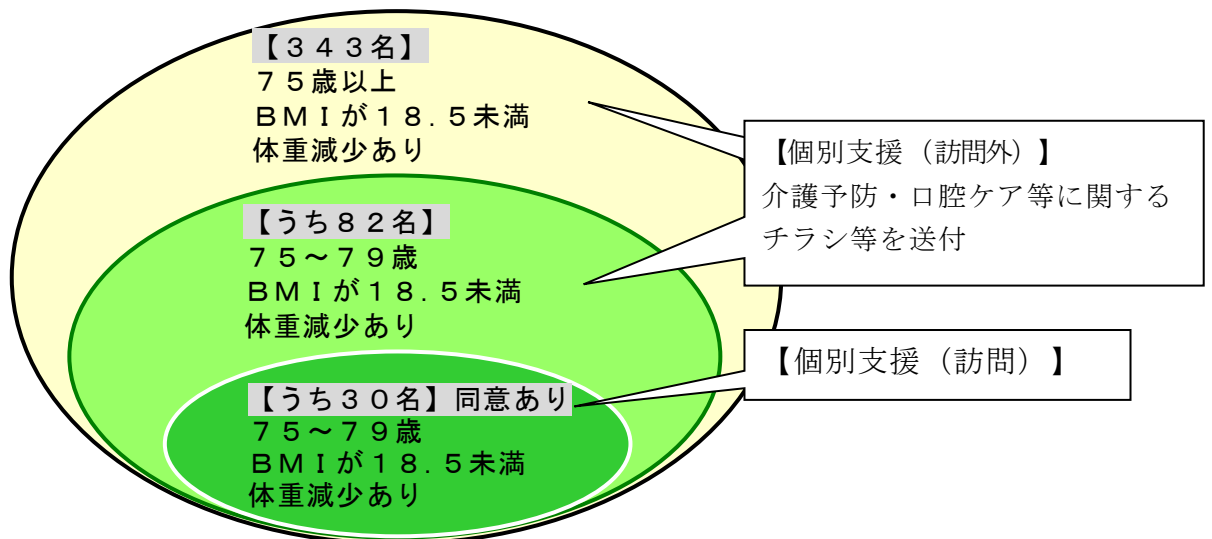 【３４３名】
７５歳以上
ＢＭＩが１８.５未満
体重減少あり
【個別支援（訪問外）】
介護予防・口腔ケア等に関する
チラシ等を送付
【うち８２名】
７５～７９歳
ＢＭＩが１８.５未満
体重減少あり
【個別支援（訪問）】
【うち３０名】同意あり
７５～７９歳
ＢＭＩが１８.５未満
体重減少あり